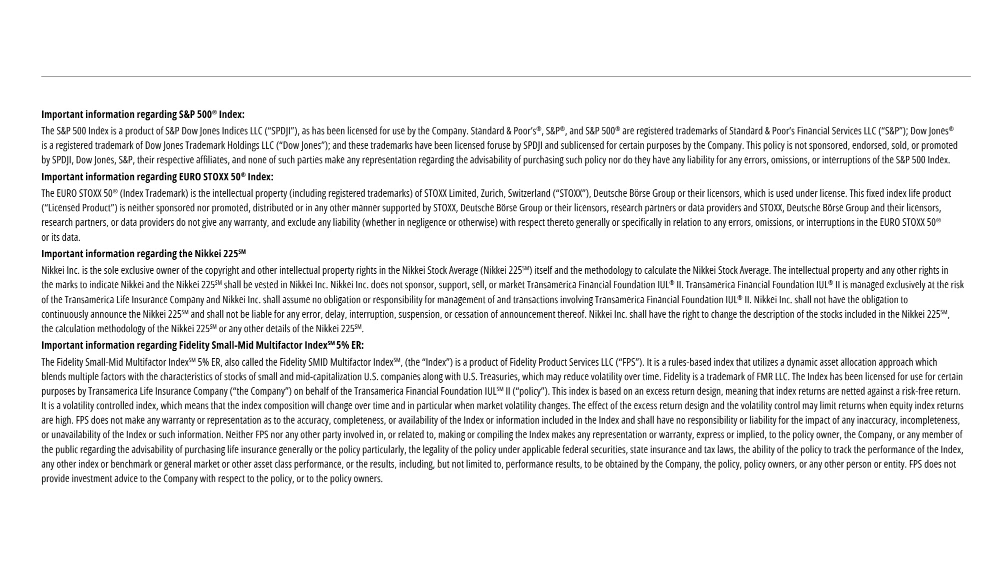 Important information regarding S&P 500® Index:
The S&P 500 Index is a product of S&P Dow Jones Indices LLC (“SPDJI”), as has been licensed for use by the Company. Standard & Poor’s®, S&P®, and S&P 500® are registered trademarks of Standard & Poor’s Financial Services LLC (“S&P”); Dow Jones®
is a registered trademark of Dow Jones Trademark Holdings LLC (“Dow Jones”); and these trademarks have been licensed foruse by SPDJI and sublicensed for certain purposes by the Company. This policy is not sponsored, endorsed, sold, or promoted
by SPDJI, Dow Jones, S&P, their respective affiliates, and none of such parties make any representation regarding the advisability of purchasing such policy nor do they have any liability for any errors, omissions, or interruptions of the S&P 500 Index.
Important information regarding EURO STOXX 50® Index:
The EURO STOXX 50® (Index Trademark) is the intellectual property (including registered trademarks) of STOXX Limited, Zurich, Switzerland (“STOXX”), Deutsche Börse Group or their licensors, which is used under license. This fixed index life product
(“Licensed Product”) is neither sponsored nor promoted, distributed or in any other manner supported by STOXX, Deutsche Börse Group or their licensors, research partners or data providers and STOXX, Deutsche Börse Group and their licensors,
research partners, or data providers do not give any warranty, and exclude any liability (whether in negligence or otherwise) with respect thereto generally or specifically in relation to any errors, omissions, or interruptions in the EURO STOXX 50®
or its data.
Important information regarding the Nikkei 225℠
Nikkei Inc. is the sole exclusive owner of the copyright and other intellectual property rights in the Nikkei Stock Average (Nikkei 225℠) itself and the methodology to calculate the Nikkei Stock Average. The intellectual property and any other rights in
the marks to indicate Nikkei and the Nikkei 225℠ shall be vested in Nikkei Inc. Nikkei Inc. does not sponsor, support, sell, or market Transamerica Financial Foundation IUL® II. Transamerica Financial Foundation IUL® II is managed exclusively at the risk
of the Transamerica Life Insurance Company and Nikkei Inc. shall assume no obligation or responsibility for management of and transactions involving Transamerica Financial Foundation IUL® II. Nikkei Inc. shall not have the obligation to
continuously announce the Nikkei 225℠ and shall not be liable for any error, delay, interruption, suspension, or cessation of announcement thereof. Nikkei Inc. shall have the right to change the description of the stocks included in the Nikkei 225℠,
the calculation methodology of the Nikkei 225℠ or any other details of the Nikkei 225℠.
Important information regarding Fidelity Small-Mid Multifactor Index℠ 5% ER:
The Fidelity Small-Mid Multifactor Index℠ 5% ER, also called the Fidelity SMID Multifactor Index℠, (the “Index”) is a product of Fidelity Product Services LLC (“FPS”). It is a rules-based index that utilizes a dynamic asset allocation approach which
blends multiple factors with the characteristics of stocks of small and mid-capitalization U.S. companies along with U.S. Treasuries, which may reduce volatility over time. Fidelity is a trademark of FMR LLC. The Index has been licensed for use for certain
purposes by Transamerica Life Insurance Company (“the Company”) on behalf of the Transamerica Financial Foundation IUL℠ II (“policy”). This index is based on an excess return design, meaning that index returns are netted against a risk-free return.
It is a volatility controlled index, which means that the index composition will change over time and in particular when market volatility changes. The effect of the excess return design and the volatility control may limit returns when equity index returns
are high. FPS does not make any warranty or representation as to the accuracy, completeness, or availability of the Index or information included in the Index and shall have no responsibility or liability for the impact of any inaccuracy, incompleteness,
or unavailability of the Index or such information. Neither FPS nor any other party involved in, or related to, making or compiling the Index makes any representation or warranty, express or implied, to the policy owner, the Company, or any member of
the public regarding the advisability of purchasing life insurance generally or the policy particularly, the legality of the policy under applicable federal securities, state insurance and tax laws, the ability of the policy to track the performance of the Index,
any other index or benchmark or general market or other asset class performance, or the results, including, but not limited to, performance results, to be obtained by the Company, the policy, policy owners, or any other person or entity. FPS does not
provide investment advice to the Company with respect to the policy, or to the policy owners.